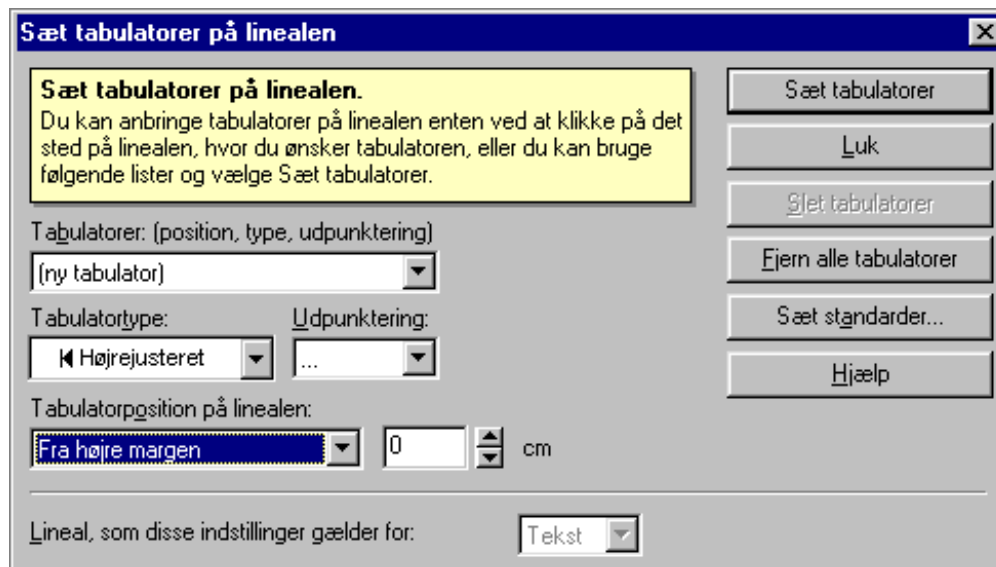 Sæt tabulatorer på linealen
Sæt tabulatorer på linealen.
Du kan anbringe tabulatorer på linealen enten ved at klikke på det
sted på linealen, hvor du ønsker tabulatoren, eller du kan bruge
følgende lister og vælge Sæt tabulatorer.
Tabulatorer: (position, type, udpunktering)
(ny tabulator)
Tabulatortype: Udpunktering:
Højrejusteret ...
Tabulatorposition på linealen:
Fra højre margen 0 cm
Lineal, som disse indstillinger gælder for: Tekst
Sæt tabulatorer
Luk
Slet tabulatorer
Fjern alle tabulatorer
Sæt standarder...
Hjælp